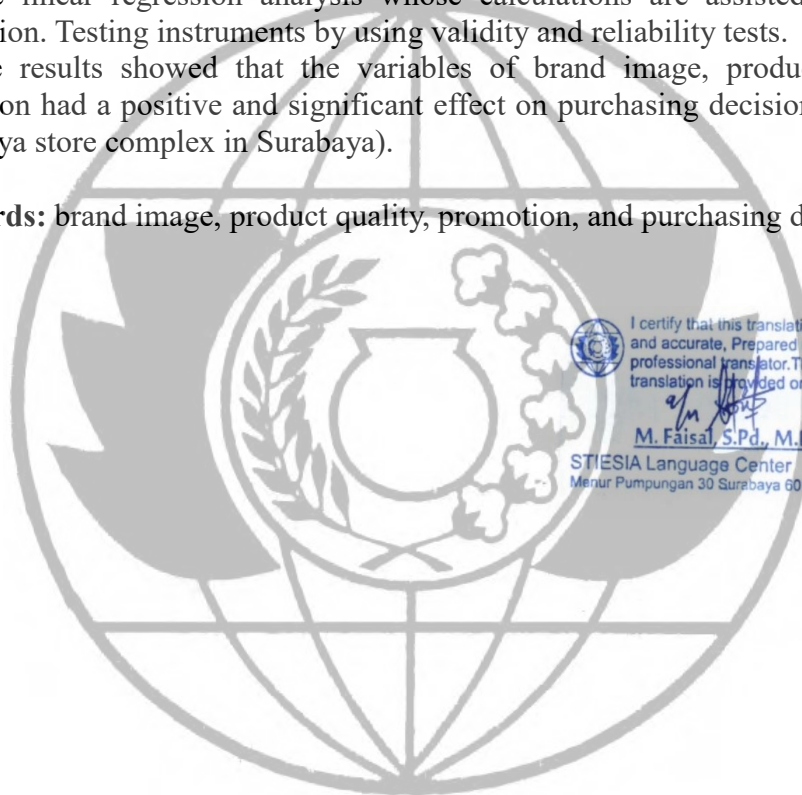 linear regression analysis whose calculations are assisted
ion. Testing instruments by using validity and reliability tests.
e results showed that the variables of brand image, produc
on had a positive and significant effect on purchasing decision
ya store complex in Surabaya).
rds: brand image, product quality, promotion, and purchasing d
I certify that this translati
and accurate, Prepared
professional translator.
translation is provided or
M. Faisal, S.Pd., M.
STIESIA Language Center
Menur Pumpungan 30 Surabaya 60